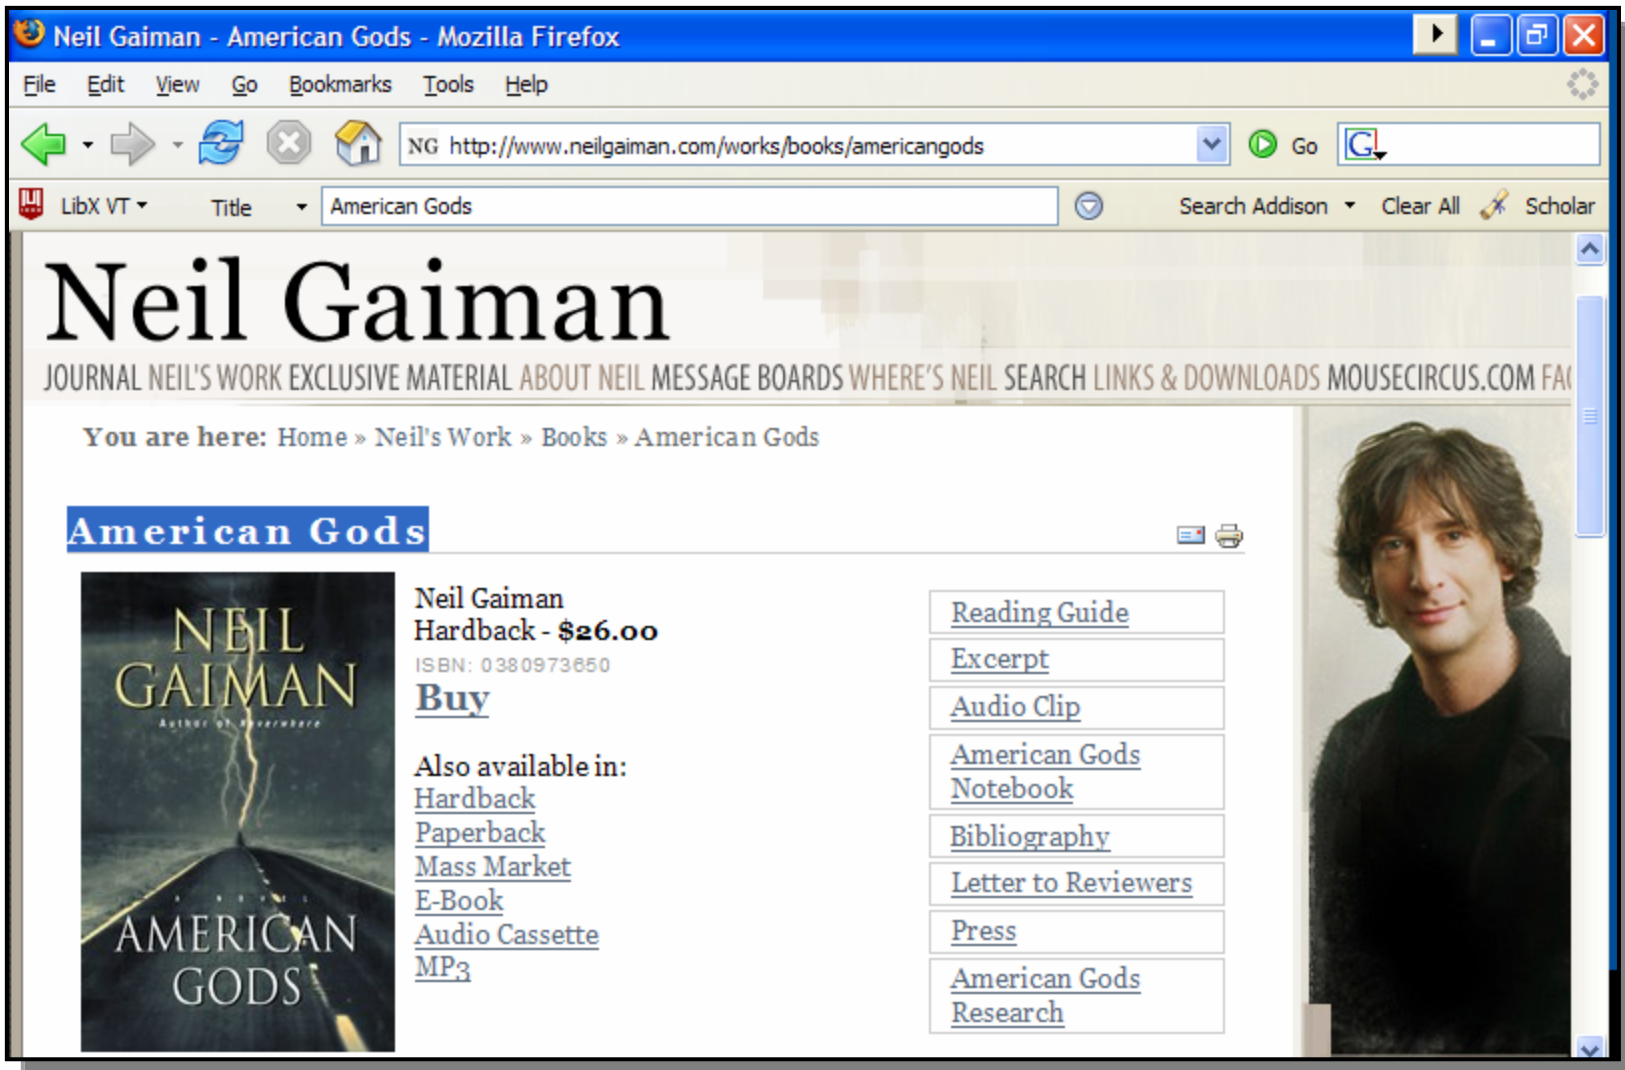 Neil Gaiman - American Gods - Mozilla Firefox
File Edit View Go Bookmarks Tools Help
NG http://www.neilgaiman.com/works/books/americangods Go G
LibX VT Title American Gods Search Addison Clear All Scholar
Neil Gaiman
JOURNAL NEIL'S WORK EXCLUSIVE MATERIAL ABOUT NEIL MESSAGE BOARDS WHERE'S NEIL SEARCH LINKS & DOWNLOADS MOUSECIRCUS.COM FAQ
You are here: Home » Neil's Work » Books » American Gods
American Gods
NEIL
GAIMAN
Author of Neverwhere
A NOVEL
AMERICAN
GODS
Neil Gaiman
Hardback - $26.00
ISBN: 0380973650
Buy
Also available in:
Hardback
Paperback
Mass Market
E-Book
Audio Cassette
MP3
Reading Guide
Excerpt
Audio Clip
American Gods
Notebook
Bibliography
Letter to Reviewers
Press
American Gods
Research